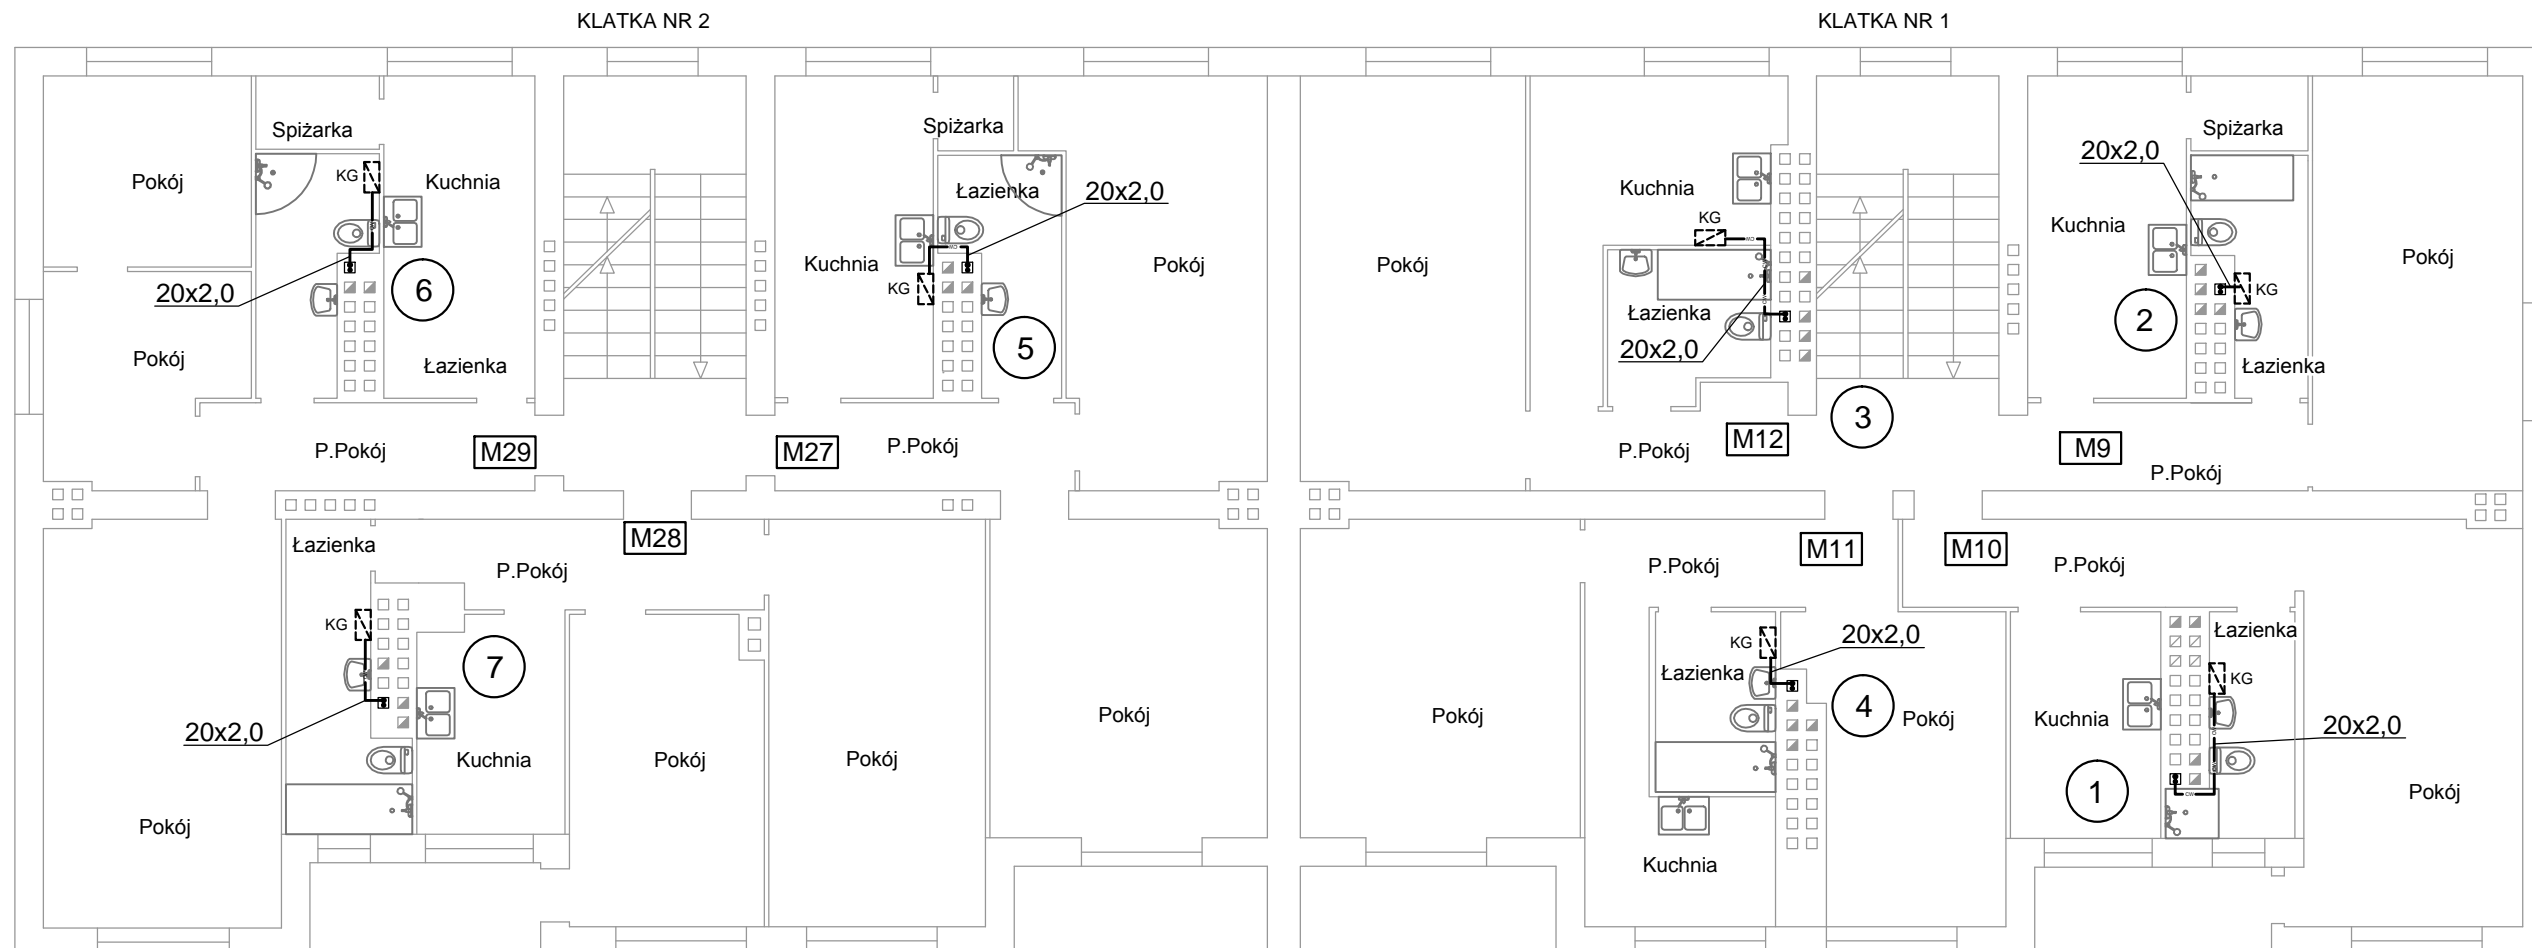 KLATKA NR 2
KLATKA NR 1
Spiżarka
Spiżarka
Spiżarka
20x2,0
KG
Pokój
Kuchnia
Łazienka
20x2,0
Kuchnia
KG
Kuchnia
Pokój
20x2,0
6
Kuchnia
KG
5
Pokój
Pokój
Łazienka
20x2,0
2
KG
Pokój
Łazienka
Łazienka
3
Pokój
P.Pokój
M29
M27
P.Pokój
P.Pokój
M12
M9
P.Pokój
Łazienka
M28
P.Pokój
P.Pokój
M11
M10
P.Pokój
KG
7
20x2,0
KG
20x2,0
Łazienka
4
Pokój
Łazienka
KG
Kuchnia
20x2,0
Kuchnia
Pokój
Pokój
Pokój
Pokój
Pokój
Kuchnia
1
Pokój